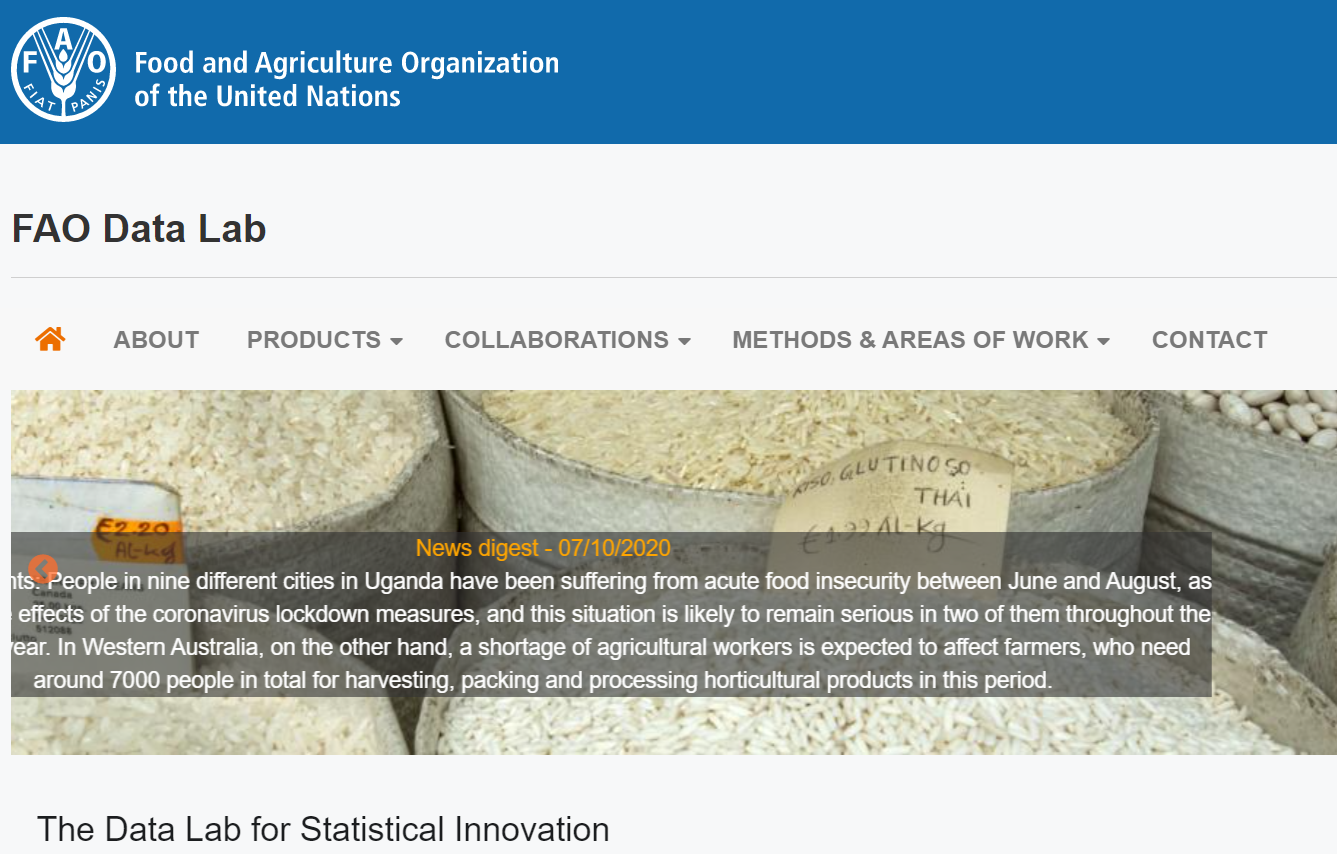 FAO
FIAT PANIS
Food and Agriculture Organization
of the United Nations
FAO Data Lab
ABOUT PRODUCTS COLLABORATIONS METHODS & AREAS OF WORK CONTACT
RISO GLUTINOSO
THAI
€1.99 AL-Kg
€2.20
AL-Kg
News digest - 07/10/2020
nts. People in nine different cities in Uganda have been suffering from acute food insecurity between June and August, as
effects of the coronavirus lockdown measures, and this situation is likely to remain serious in two of them throughout the
year. In Western Australia, on the other hand, a shortage of agricultural workers is expected to affect farmers, who need
around 7000 people in total for harvesting, packing and processing horticultural products in this period.
Canada
The Data Lab for Statistical Innovation